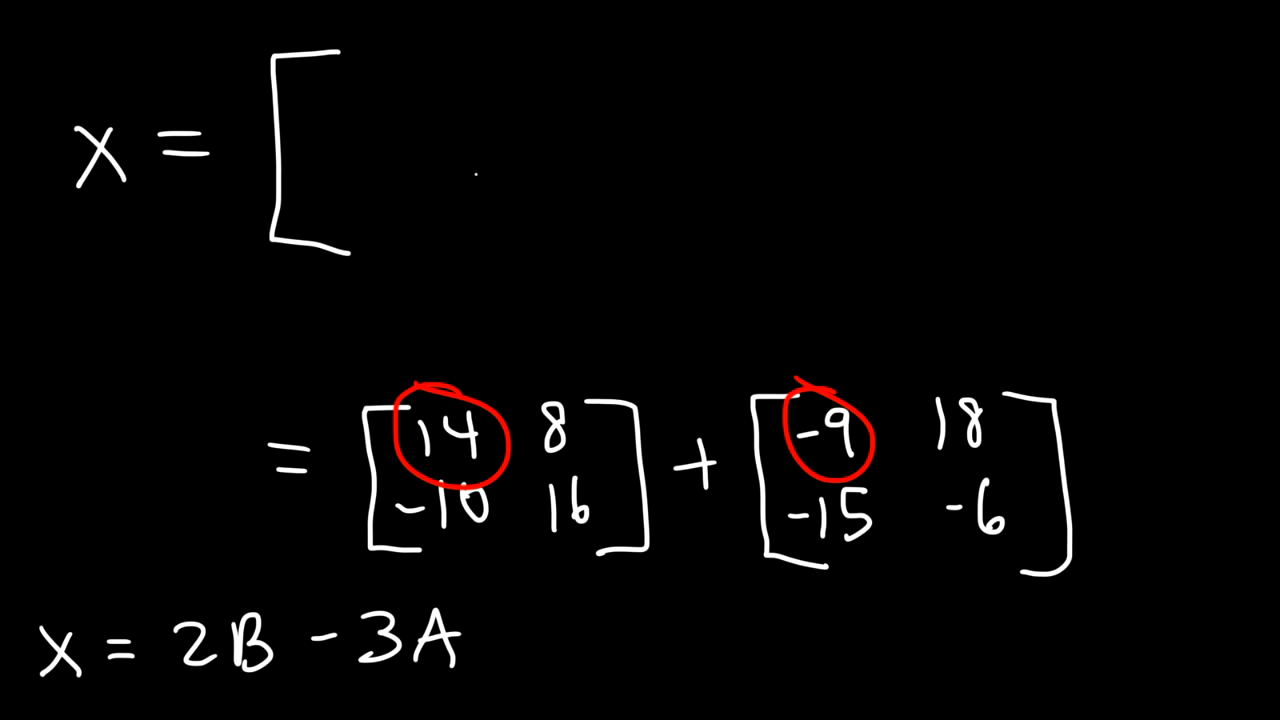 x = [
= [ 14 8 ] + [ -9 18 ]
[ -10 16 ] [ -15 -6 ]
x = 2B - 3A